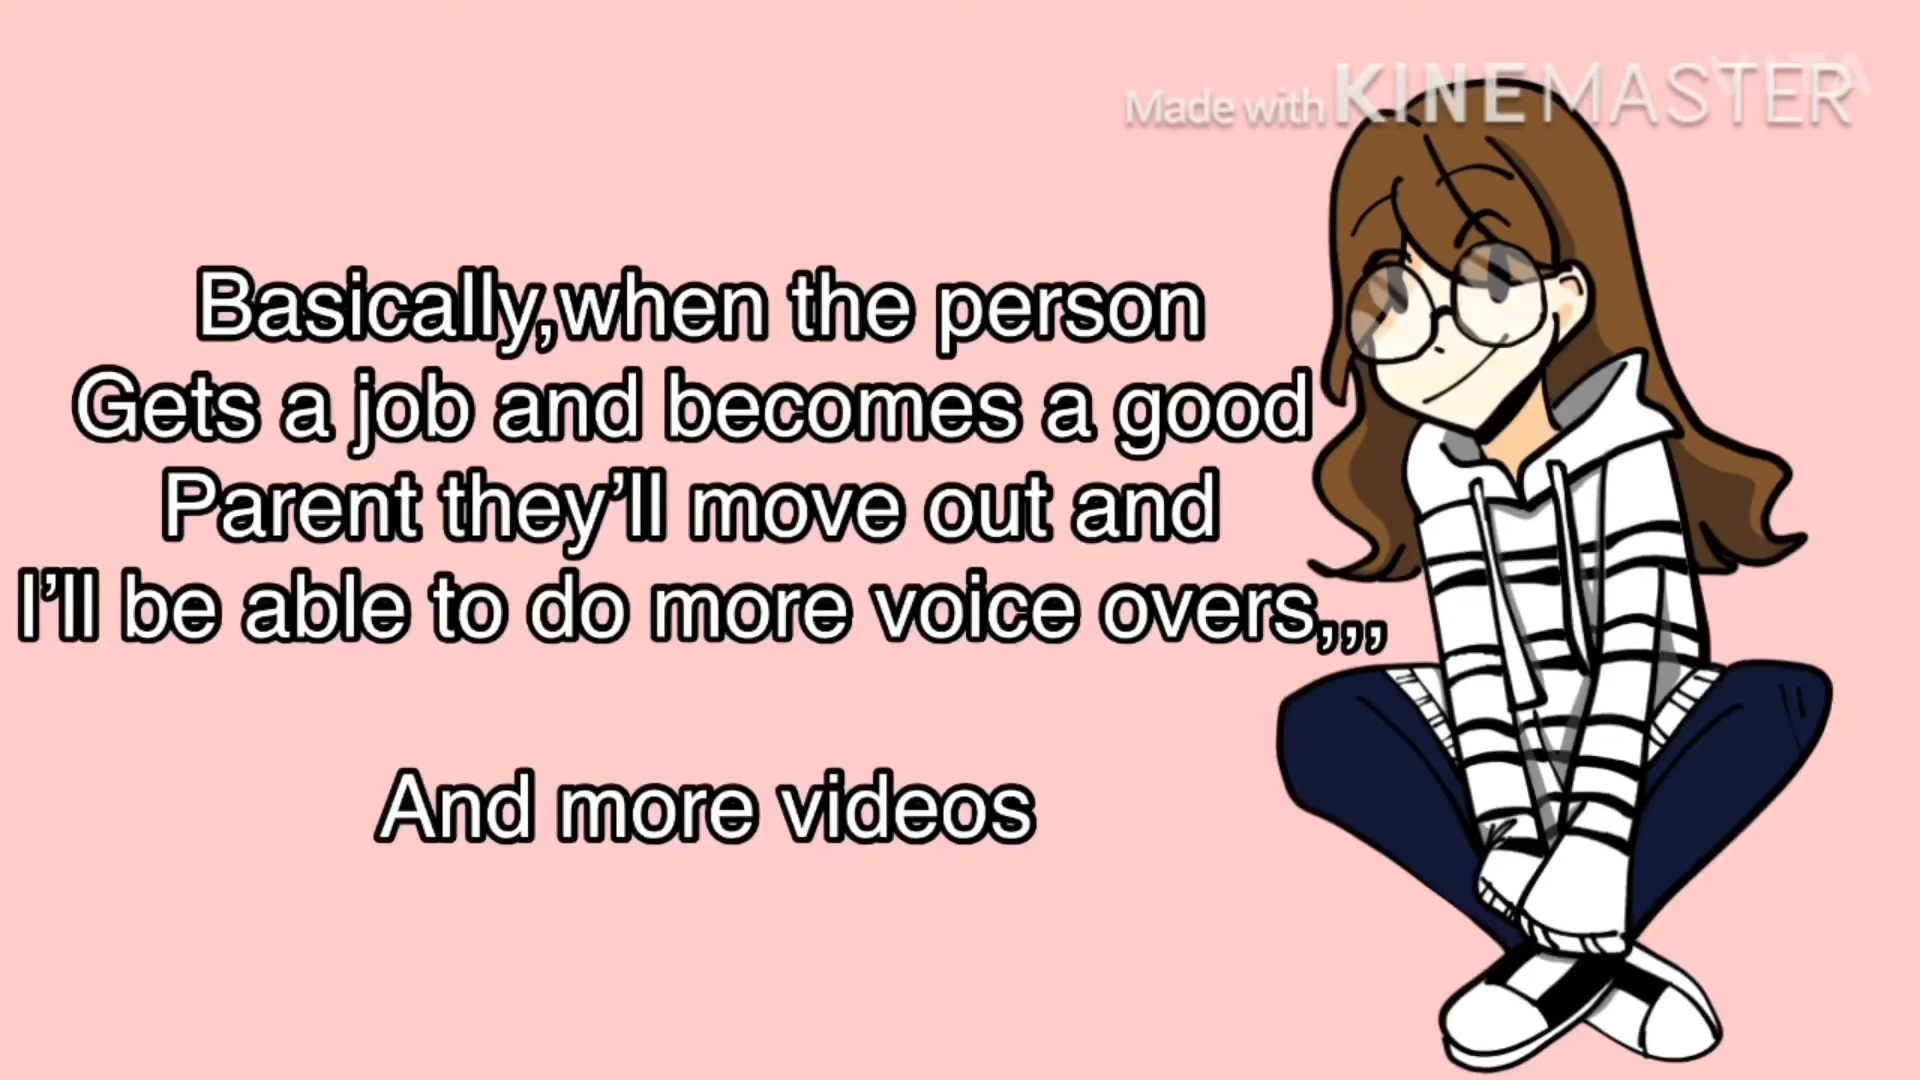 Made with KINEMASTER
VITA
Basically,when the person
Gets a job and becomes a good
Parent they’ll move out and
I’ll be able to do more voice overs,,,
And more videos